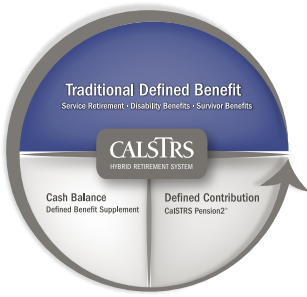 Traditional Defined Benefit
Service Retirement • Disability Benefits • Survivor Benefits
CALSTRS
HYBRID RETIREMENT SYSTEM
Cash Balance
Defined Benefit Supplement
Defined Contribution
CalSTRS Pension2®